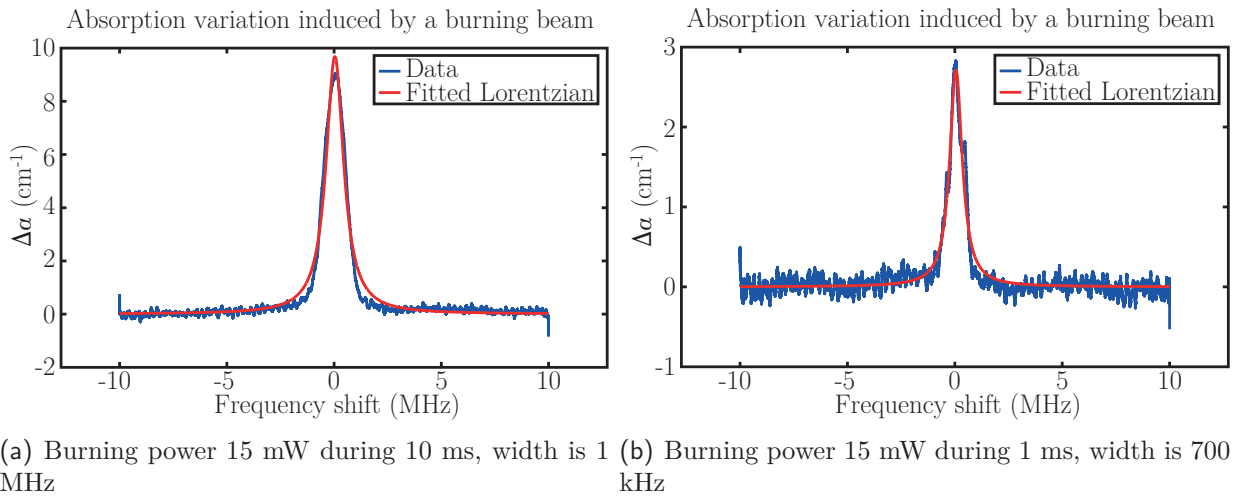 Absorption variation induced by a burning beam
10
8
6
4
2
0
-2
Δα (cm⁻¹)
Data
Fitted Lorentzian
-10
-5
0
5
10
Frequency shift (MHz)
(a) Burning power 15 mW during 10 ms, width is 1
MHz
Absorption variation induced by a burning beam
3
2
1
0
-1
Δα (cm⁻¹)
Data
Fitted Lorentzian
-10
-5
0
5
10
Frequency shift (MHz)
(b) Burning power 15 mW during 1 ms, width is 700
kHz